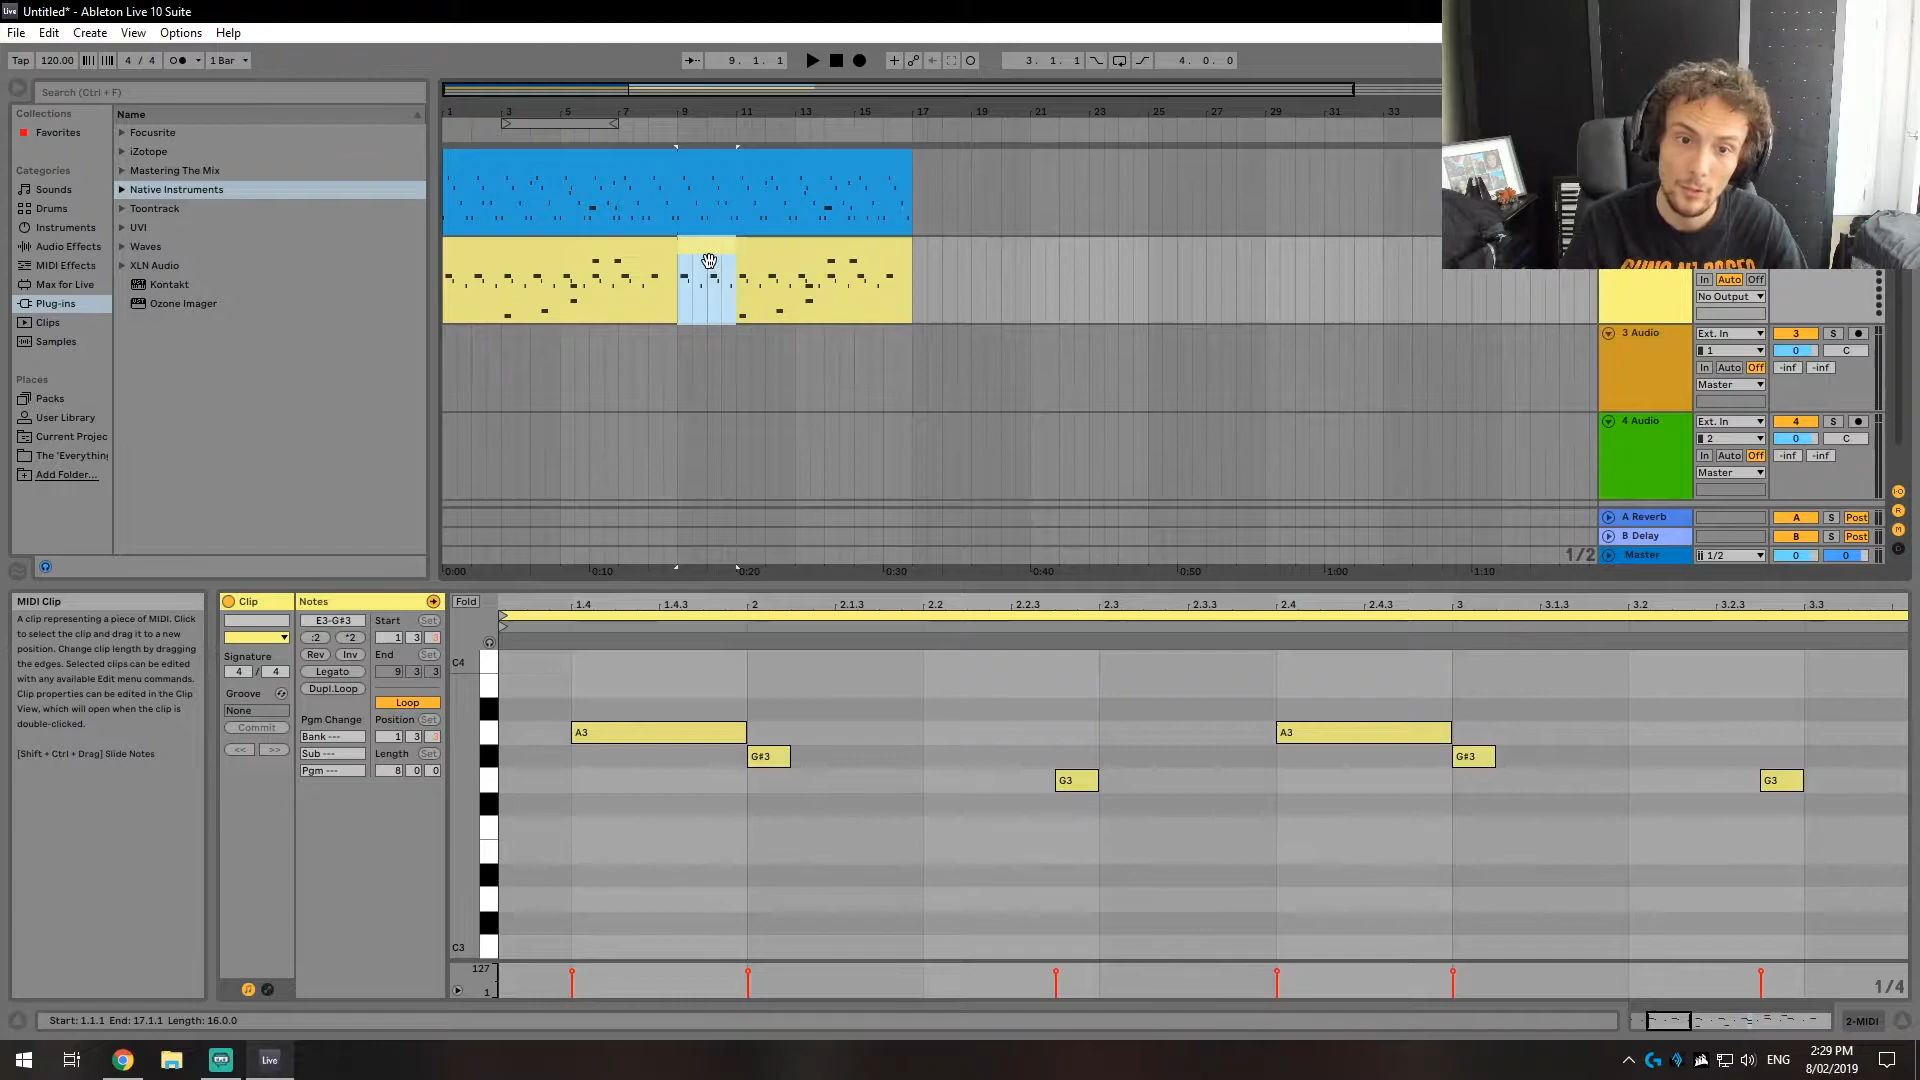 Live Untitled* - Ableton Live 10 Suite
File Edit Create View Options Help
Tap 120.00 4 / 4 1 Bar 9. 1. 1 3. 1. 1 4. 0. 0
Search (Ctrl + F)
Collections
Favorites
Categories
Sounds
Drums
Instruments
Audio Effects
MIDI Effects
Max for Live
Plug-ins
Clips
Samples
Places
Packs
User Library
Current Projec
The 'Everything
Add Folder...
Name
Focusrite
iZotope
Mastering The Mix
Native Instruments
Toontrack
UVI
Waves
XLN Audio
Kontakt
Ozone Imager
1 3 5 7 9 11 13 15 17 19 21 23 25 27 29 31 33
In Auto Off
No Output
3 Audio Ext. In 3 S
1 0 C
In Auto Off -inf -inf
Master
4 Audio Ext. In 4 S
2 0 C
In Auto Off -inf -inf
Master
A Reverb A S Post
B Delay B S Post
1/2 Master 1/2 0 0
0:00 0:10 0:20 0:30 0:40 0:50 1:00 1:10
MIDI Clip
A clip representing a piece of MIDI. Click
to select the clip and drag it to a new
position. Change clip length by dragging
the edges. Selected clips can be edited
with any available Edit menu commands.
Clip properties can be edited in the Clip
View, which will open when the clip is
double-clicked.
[Shift + Ctrl + Drag] Slide Notes
Clip
Signature
4 / 4
Groove
None
Commit
<< >>
Notes
E3-G#3
:2 *2
Rev Inv
Legato
Dupl.Loop
Pgm Change
Bank ---
Sub ---
Pgm ---
Start Set
1 3 3
End Set
9 3 3
Loop
Position Set
1 3 3
Length Set
8 0 0
Fold 1.4 1.4.3 2 2.1.3 2.2 2.2.3 2.3 2.3.3 2.4 2.4.3 3 3.1.3 3.2 3.2.3 3.3
C4
A3 A3
G#3 G#3
G3 G3
C3
127
1
1/4
Start: 1.1.1 End: 17.1.1 Length: 16.0.0
2-MIDI
Live
ENG
2:29 PM
8/02/2019